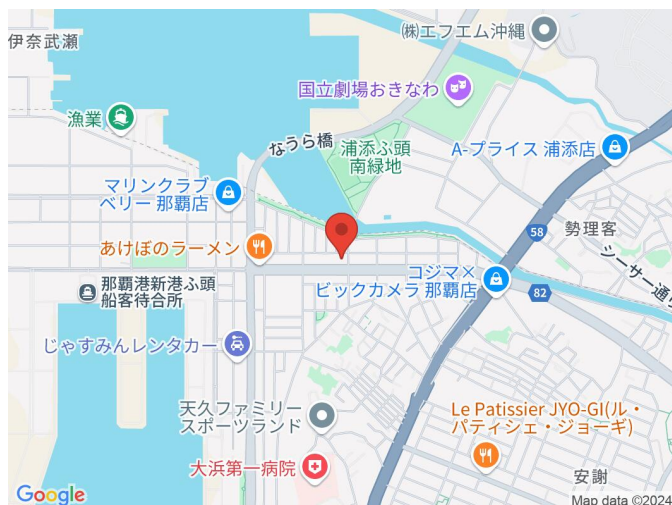 (株)エフエム沖縄
伊奈武瀬
国立劇場おきなわ
漁業
なうら橋
浦添ふ頭
南緑地
A-プライス 浦添店
マリンクラブ
ベリー 那覇店
58
勢理客
あけぼのラーメン
シーサー通り
コジマ×
ビックカメラ 那覇店
82
那覇港新港ふ頭
船客待合所
じゃすみんレンタカー
天久ファミリー
スポーツランド
Le Patissier JYO-GI(ル・
パティシェ・ジョーギ)
大浜第一病院
安謝
Google
Map data ©2024